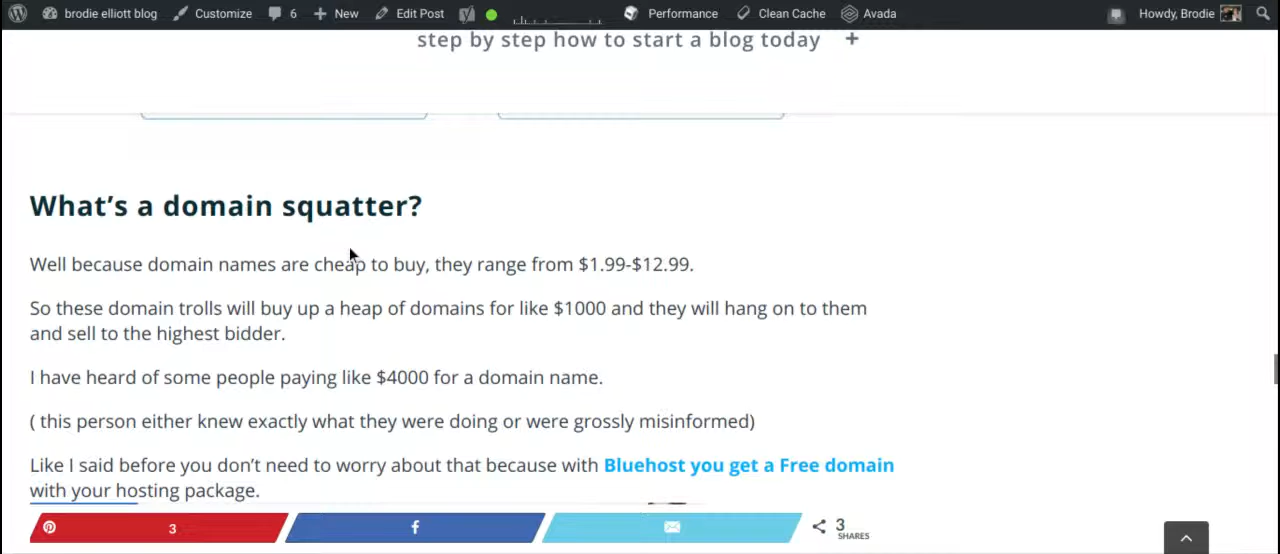 brodie elliott blog Customize 6 New Edit Post Performance Clean Cache Avada Howdy, Brodie
step by step how to start a blog today +
What's a domain squatter?
Well because domain names are cheap to buy, they range from $1.99-$12.99.
So these domain trolls will buy up a heap of domains for like $1000 and they will hang on to them
and sell to the highest bidder.
I have heard of some people paying like $4000 for a domain name.
( this person either knew exactly what they were doing or were grossly misinformed)
Like I said before you don't need to worry about that because with Bluehost you get a Free domain
with your hosting package.
3 3
SHARES